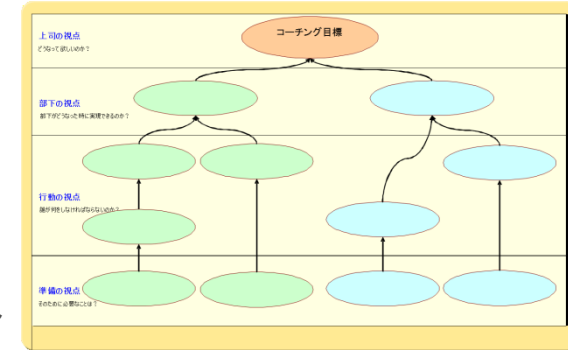 コーチング目標
上司の視点
どうなって欲しいのか？
部下の視点
部下がどうなった時に実現できるのか？
行動の視点
誰が何をしなければならないのか？
準備の視点
そのために必要なことは？